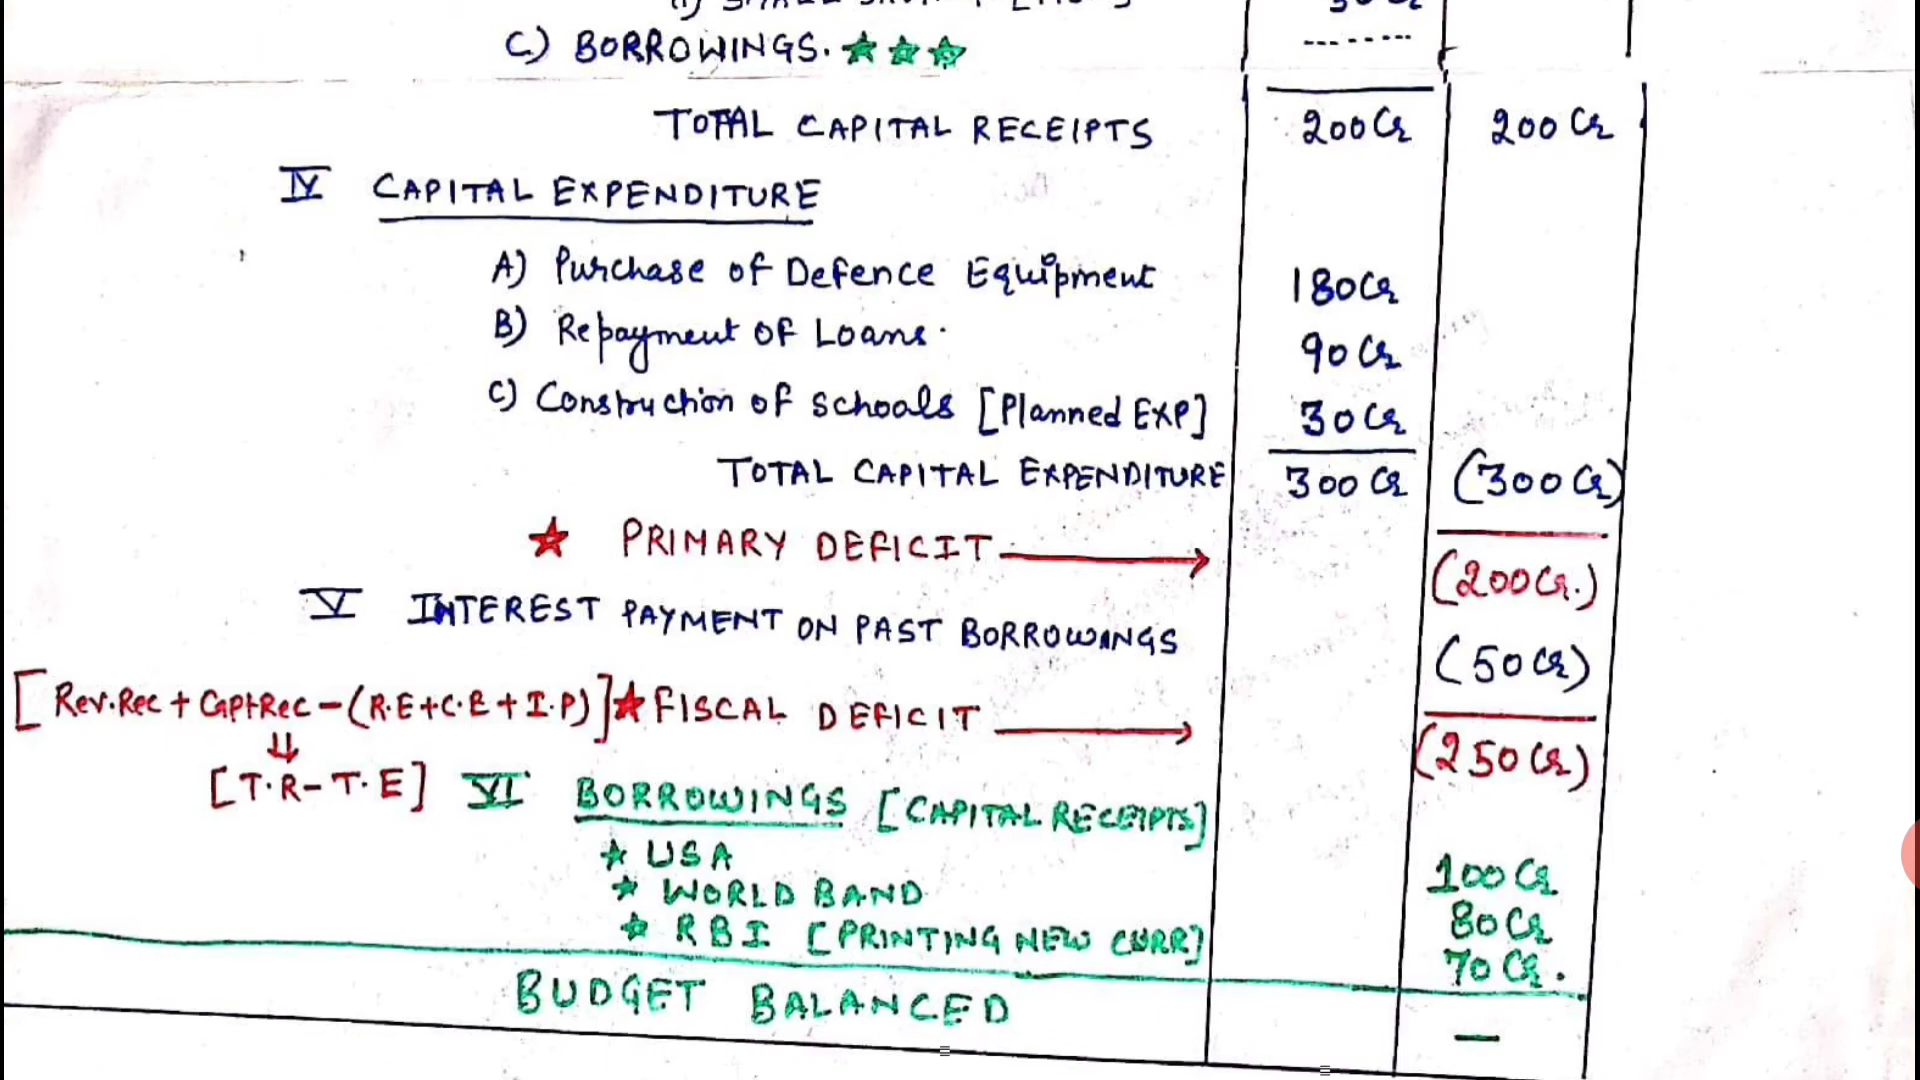 C) BORROWINGS.
TOTAL CAPITAL RECEIPTS 200 Cr 200 Cr
IV CAPITAL EXPENDITURE
A) Purchase of Defence Equipment 180 Cr
B) Repayment of Loans. 90 Cr
C) Construction of schools [Planned EXP] 30 Cr
TOTAL CAPITAL EXPENDITURE 300 Cr (300 Cr)
★ PRIMARY DEFICIT → (200 Cr.)
V INTEREST PAYMENT ON PAST BORROWINGS (50 Cr)
[Rev.Rec + CaptRec - (R.E+C.E+I.P)] ★ FISCAL DEFICIT → (250 Cr)
[T.R- T.E] VI BORROWINGS [CAPITAL RECEIPTS]
★ USA 100 Cr
★ WORLD BAND 80 Cr
★ RBI [PRINTING NEW CURR] 70 Cr.
BUDGET BALANCED —